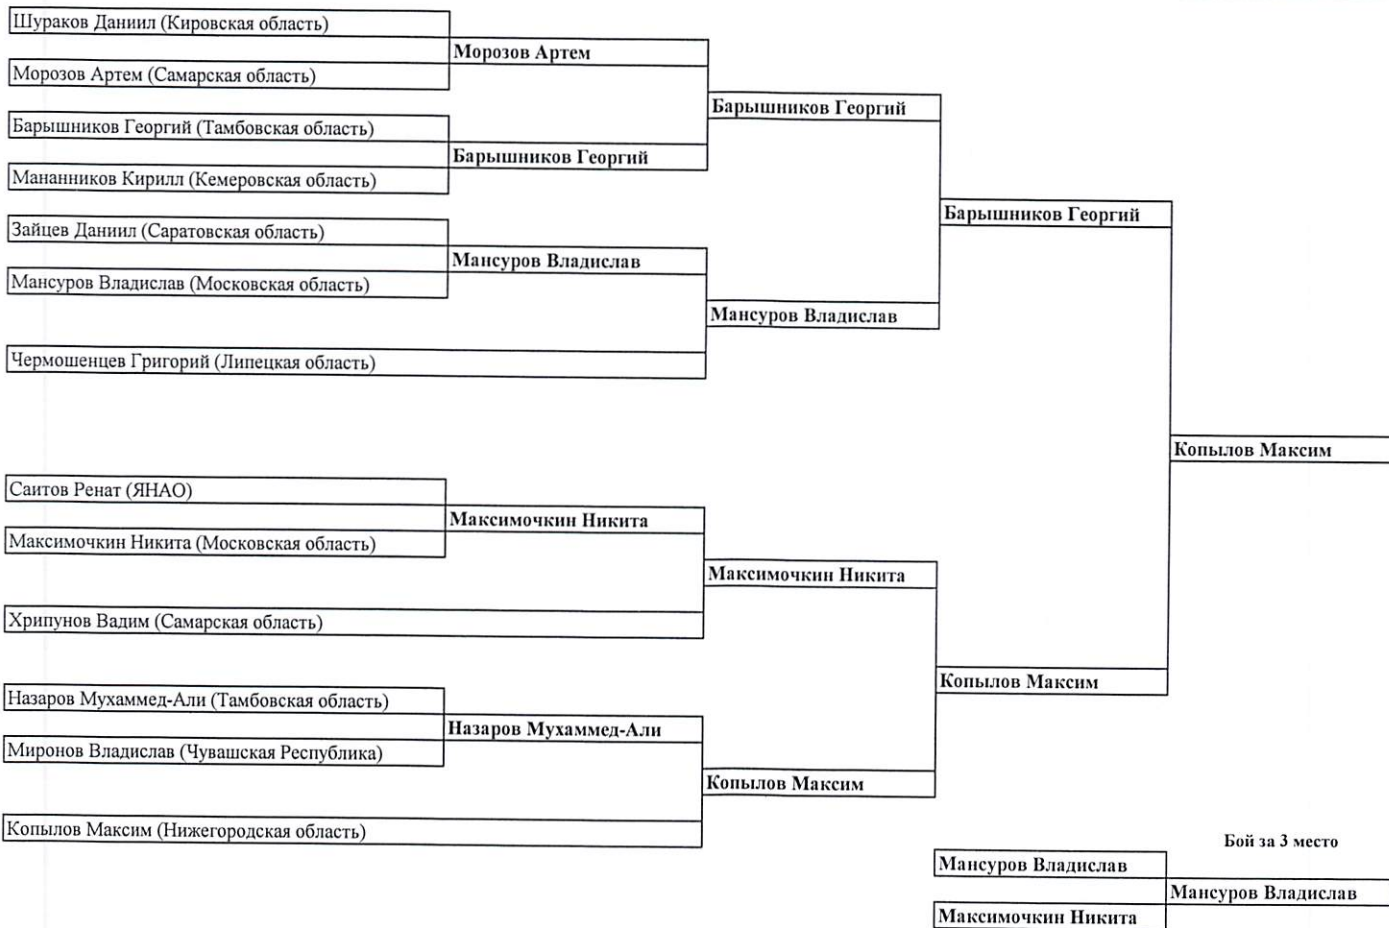 Шураков Даниил (Кировская область)
Морозов Артем
Морозов Артем (Самарская область)
Барышников Георгий
Барышников Георгий (Тамбовская область)
Барышников Георгий
Мананников Кирилл (Кемеровская область)
Барышников Георгий
Зайцев Даниил (Саратовская область)
Мансуров Владислав
Мансуров Владислав (Московская область)
Мансуров Владислав
Чермошенцев Григорий (Липецкая область)
Копылов Максим
Саитов Ренат (ЯНАО)
Максимочкин Никита
Максимочкин Никита (Московская область)
Максимочкин Никита
Хрипунов Вадим (Самарская область)
Копылов Максим
Назаров Мухаммед-Али (Тамбовская область)
Назаров Мухаммед-Али
Миронов Владислав (Чувашская Республика)
Копылов Максим
Копылов Максим (Нижегородская область)
Бой за 3 место
Мансуров Владислав
Мансуров Владислав
Максимочкин Никита